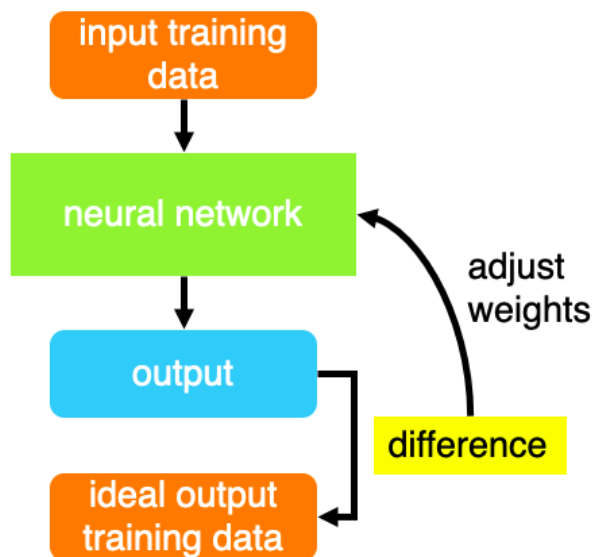 input training
data
neural network
adjust
weights
output
difference
ideal output
training data